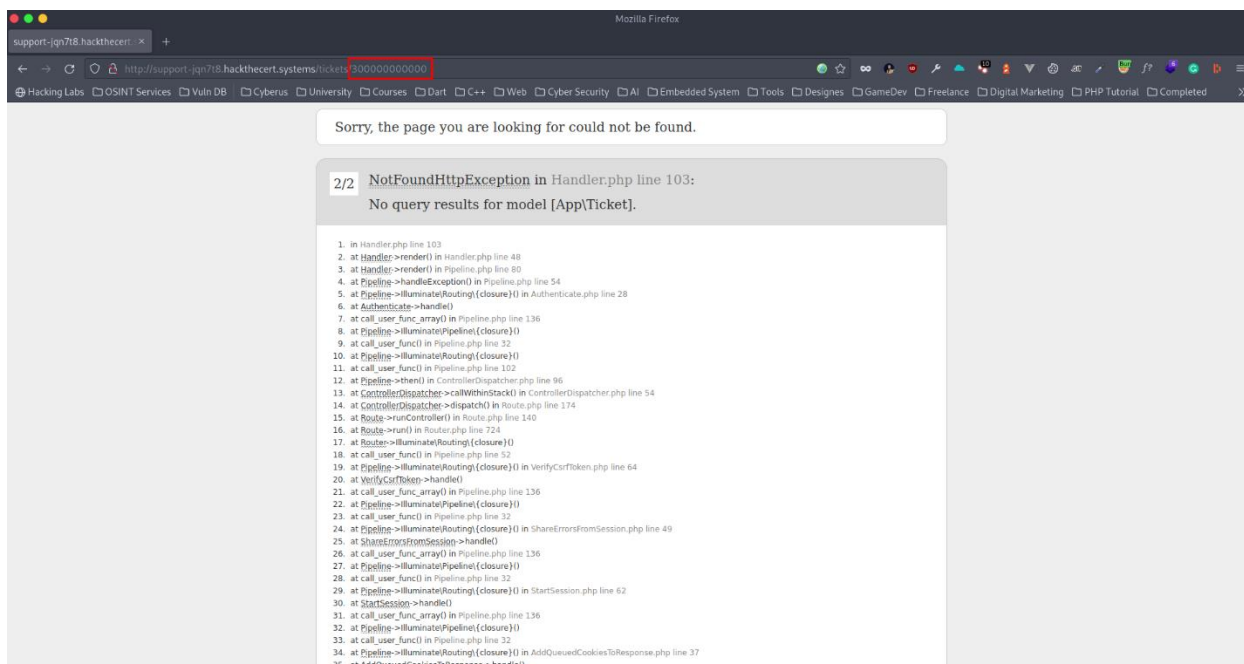 Mozilla Firefox
support-jqn7t8.hackthecert.
http://support-jqn7t8.hackthecert.systems/tickets/300000000000
Hacking Labs OSINT Services Vuln DB Cyberus University Courses Dart C++ Web Cyber Security AI Embedded System Tools Designes GameDev Freelance Digital Marketing PHP Tutorial Completed
Sorry, the page you are looking for could not be found.
2/2 NotFoundHttpException in Handler.php line 103:
No query results for model [App\Ticket].
1. in Handler.php line 103
2. at Handler->render() in Handler.php line 48
3. at Handler->render() in Pipeline.php line 80
4. at Pipeline->handleException() in Pipeline.php line 54
5. at Pipeline->Illuminate\Routing\{closure}() in Authenticate.php line 28
6. at Authenticate->handle()
7. at call_user_func_array() in Pipeline.php line 136
8. at Pipeline->Illuminate\Pipeline\{closure}()
9. at call_user_func() in Pipeline.php line 32
10. at Pipeline->Illuminate\Routing\{closure}()
11. at call_user_func() in Pipeline.php line 102
12. at Pipeline->then() in ControllerDispatcher.php line 96
13. at ControllerDispatcher->callWithinStack() in ControllerDispatcher.php line 54
14. at ControllerDispatcher->dispatch() in Route.php line 174
15. at Route->runController() in Route.php line 140
16. at Route->run() in Router.php line 724
17. at Router->Illuminate\Routing\{closure}()
18. at call_user_func() in Pipeline.php line 52
19. at Pipeline->Illuminate\Routing\{closure}() in VerifyCsrfToken.php line 64
20. at VerifyCsrfToken->handle()
21. at call_user_func_array() in Pipeline.php line 136
22. at Pipeline->Illuminate\Pipeline\{closure}()
23. at call_user_func() in Pipeline.php line 32
24. at Pipeline->Illuminate\Routing\{closure}() in ShareErrorsFromSession.php line 49
25. at ShareErrorsFromSession->handle()
26. at call_user_func_array() in Pipeline.php line 136
27. at Pipeline->Illuminate\Pipeline\{closure}()
28. at call_user_func() in Pipeline.php line 32
29. at Pipeline->Illuminate\Routing\{closure}() in StartSession.php line 62
30. at StartSession->handle()
31. at call_user_func_array() in Pipeline.php line 136
32. at Pipeline->Illuminate\Pipeline\{closure}()
33. at call_user_func() in Pipeline.php line 32
34. at Pipeline->Illuminate\Routing\{closure}() in AddQueuedCookiesToResponse.php line 37